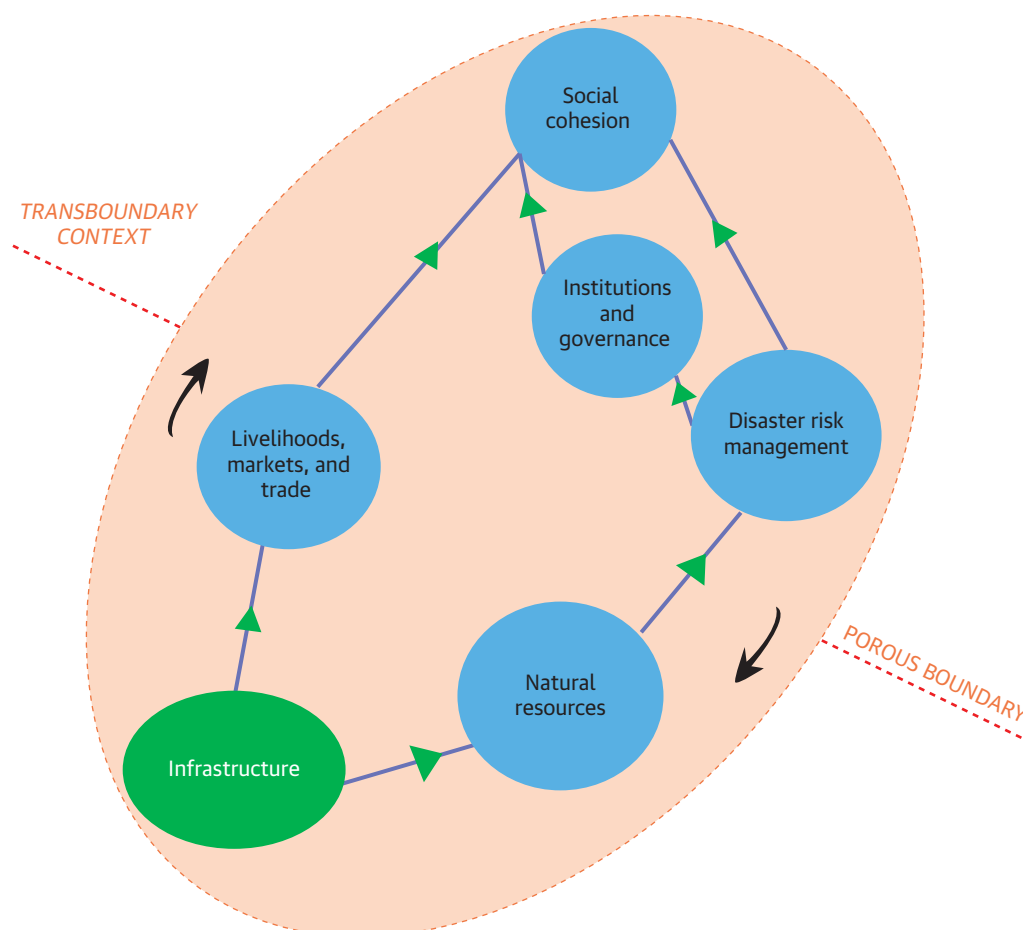 Social
cohesion
TRANSBOUNDARY
CONTEXT
Institutions
and
governance
Disaster risk
management
Livelihoods,
markets, and
trade
POROUS BOUNDARY
Natural
resources
Infrastructure